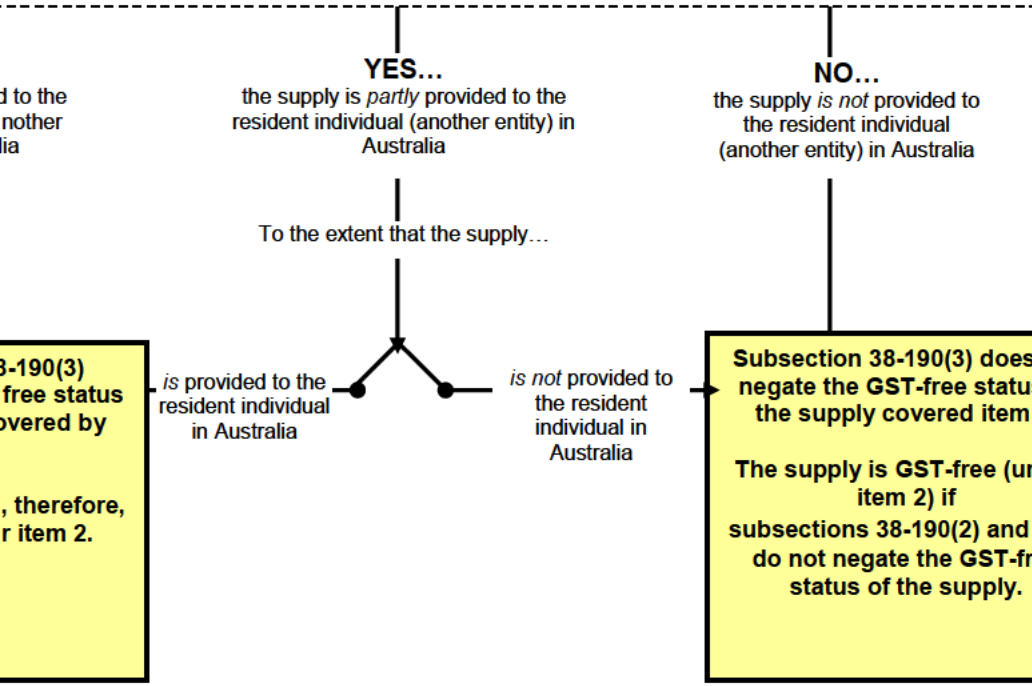 d to the
nother
lia
YES…
the supply is partly provided to the
resident individual (another entity) in
Australia
NO…
the supply is not provided to
the resident individual
(another entity) in Australia
To the extent that the supply…
8-190(3)
free status
overed by
, therefore,
r item 2.
is provided to the
resident individual
in Australia
is not provided to
the resident
individual in
Australia
Subsection 38-190(3) does
negate the GST-free status
the supply covered item
The supply is GST-free (un
item 2) if
subsections 38-190(2) and
do not negate the GST-fr
status of the supply.